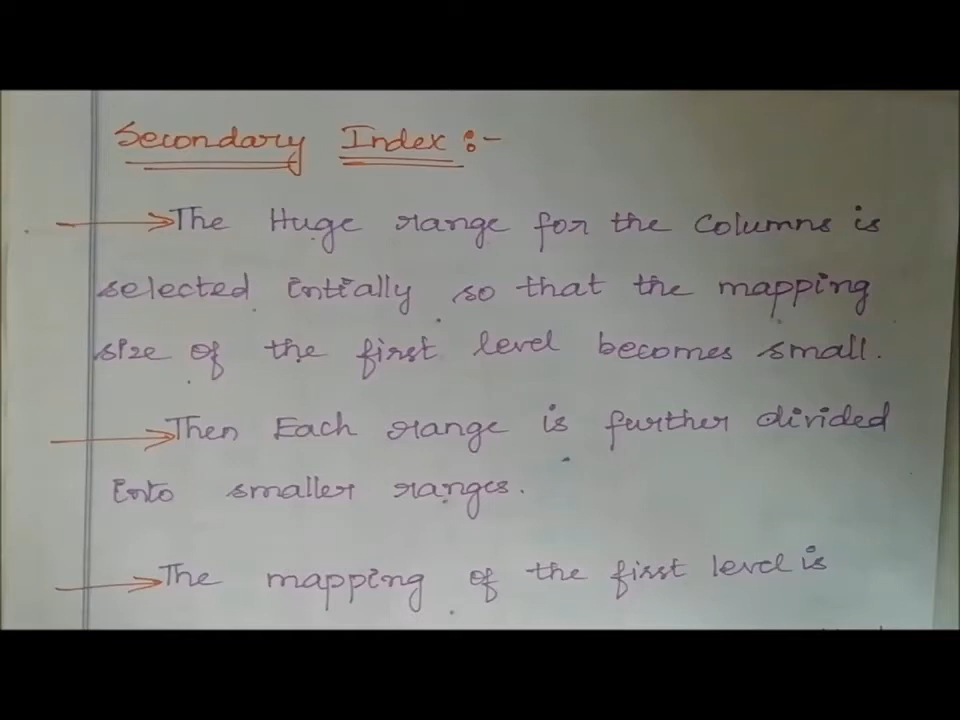 Secondary Index :-
The Huge range for the columns is
selected intially so that the mapping
size of the first level becomes small.
Then Each range is further divided
into smaller ranges.
The mapping of the first level is